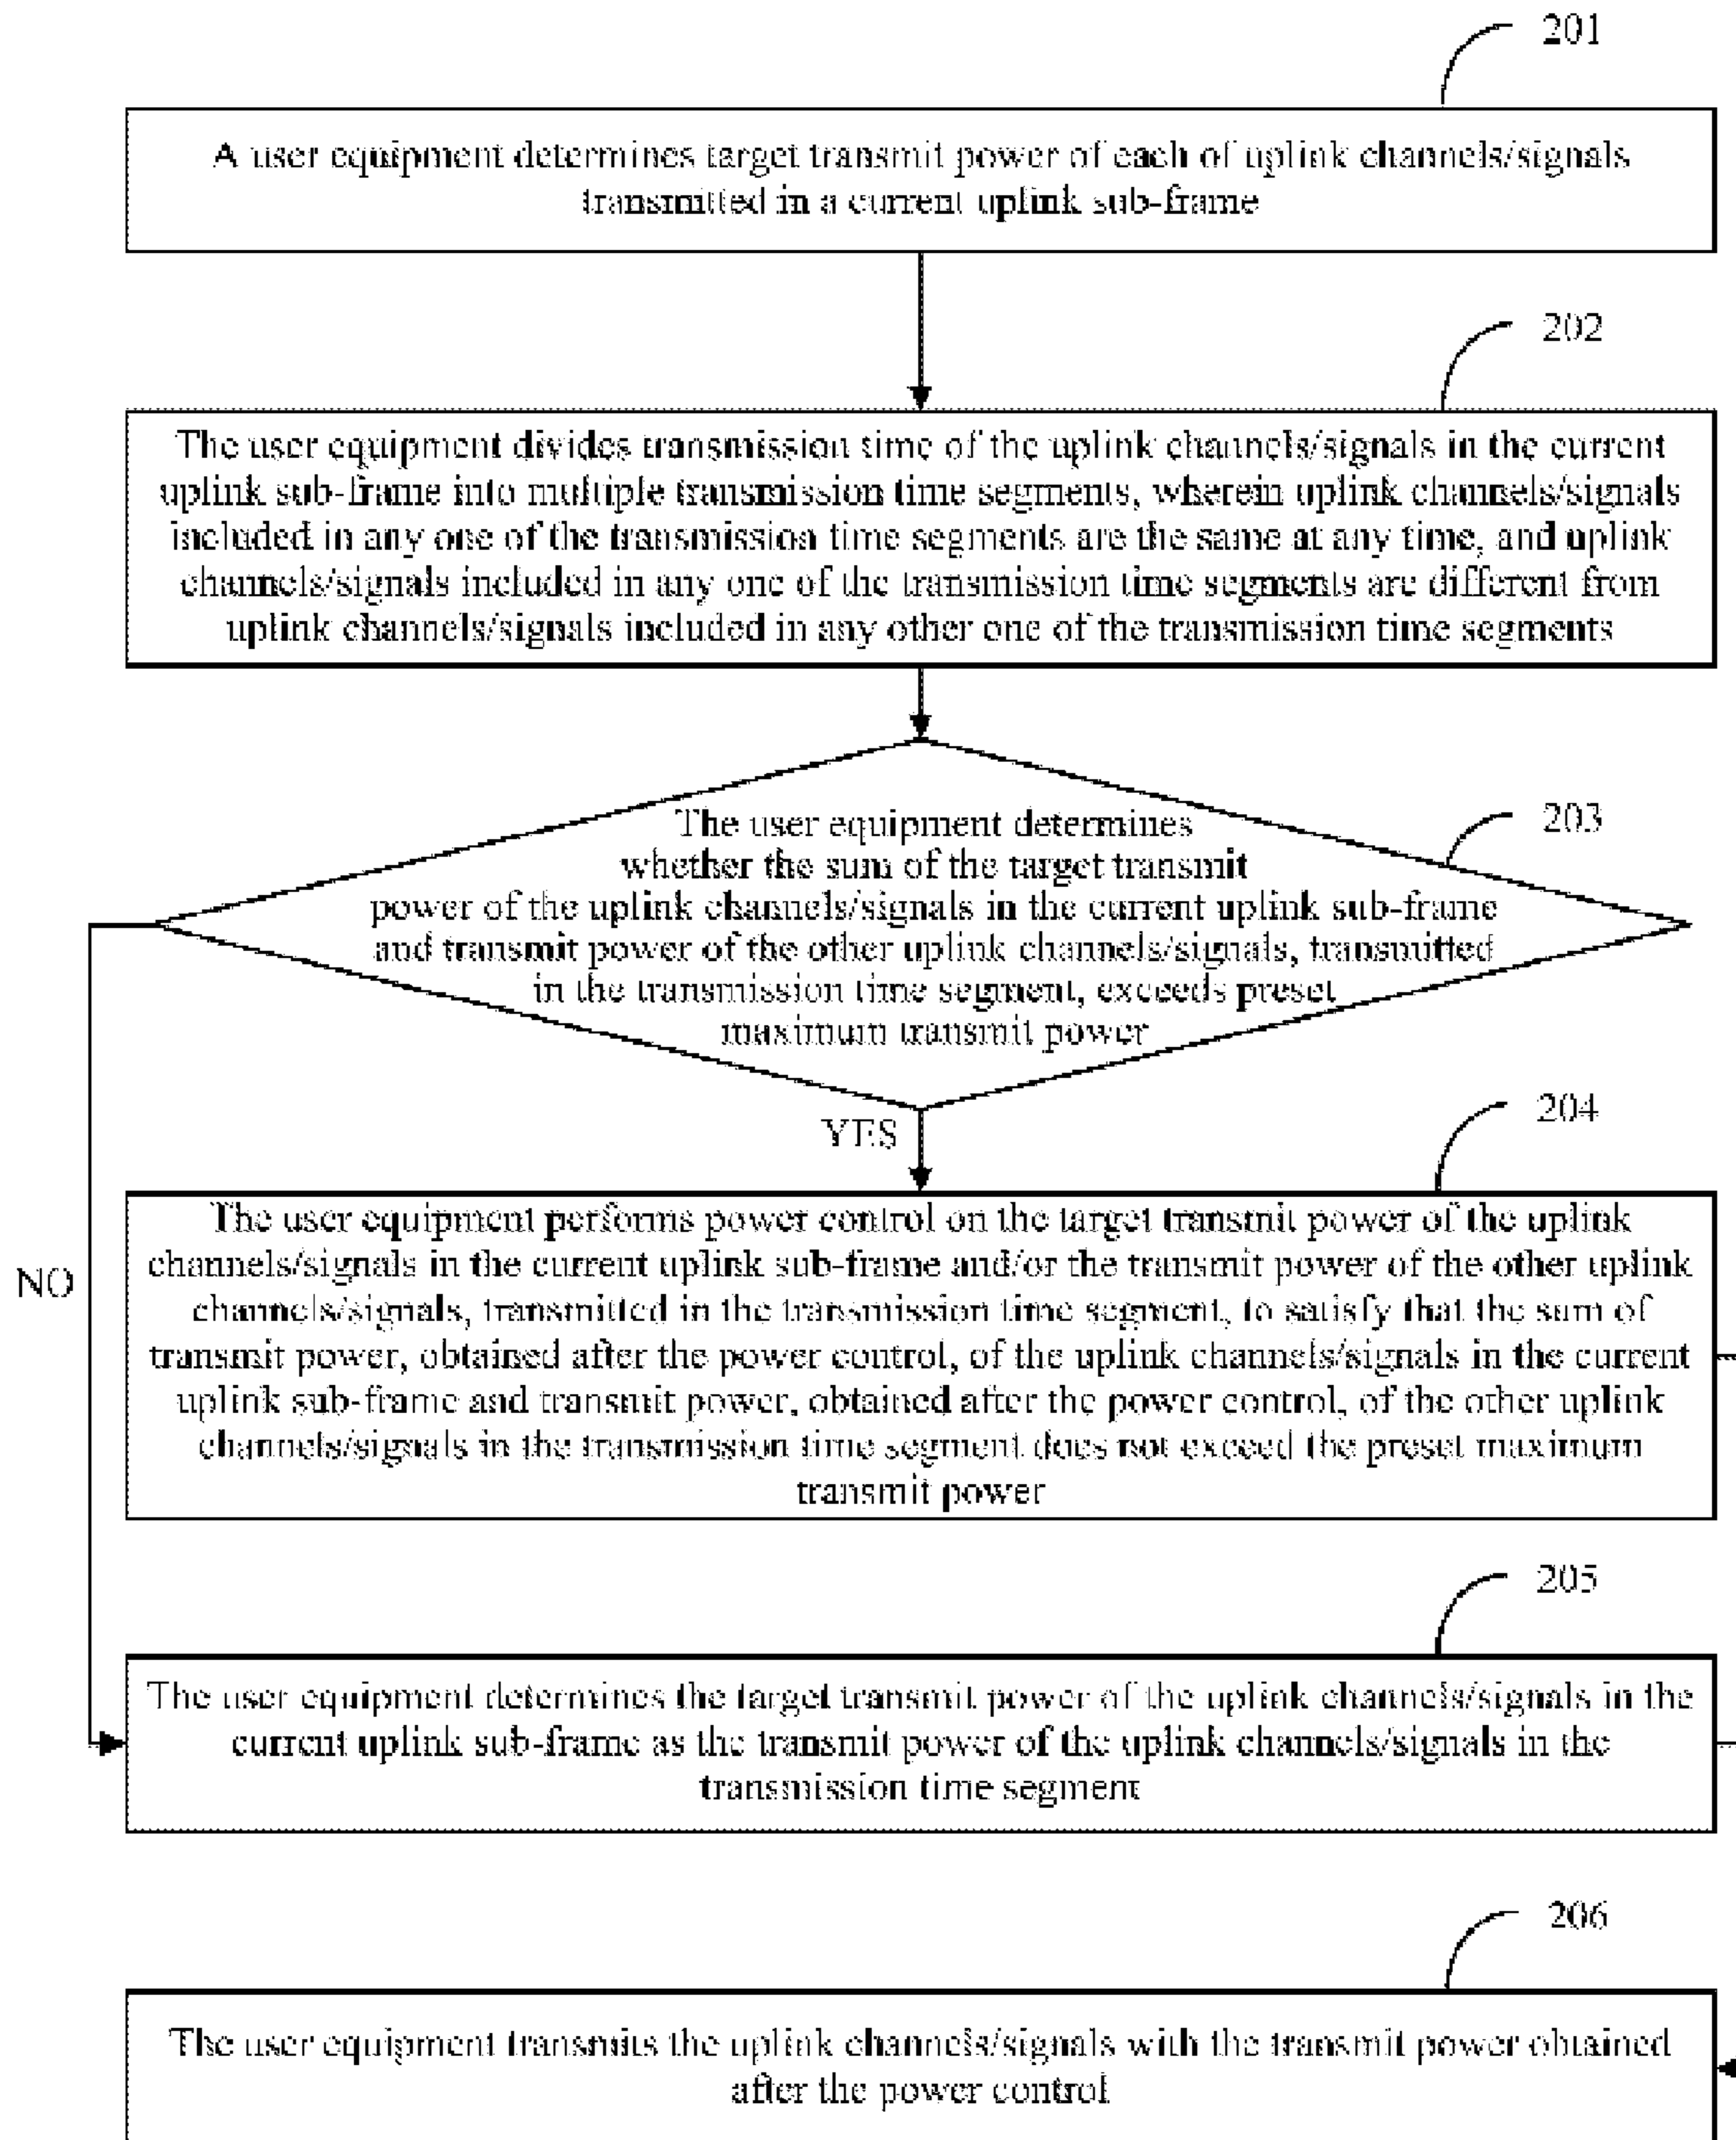 201
A user equipment determines target transmit power of each of uplink channels/signals
transmitted in a current uplink sub-frame
202
The user equipment divides transmission time of the uplink channels/signals in the current
uplink sub-frame into multiple transmission time segments, wherein uplink channels/signals
included in any one of the transmission time segments are the same at any time, and uplink
channels/signals included in any one of the transmission time segments are different from
uplink channels/signals included in any other one of the transmission time segments
203
The user equipment determines
whether the sum of the target transmit
power of the uplink channels/signals in the current uplink sub-frame
and transmit power of the other uplink channels/signals, transmitted
in the transmission time segment, exceeds preset
maximum transmit power
YES
204
The user equipment performs power control on the target transmit power of the uplink
channels/signals in the current uplink sub-frame and/or the transmit power of the other uplink
channels/signals, transmitted in the transmission time segment, to satisfy that the sum of
transmit power, obtained after the power control, of the uplink channels/signals in the current
uplink sub-frame and transmit power, obtained after the power control, of the other uplink
channels/signals in the transmission time segment does not exceed the preset maximum
transmit power
NO
205
The user equipment determines the target transmit power of the uplink channels/signals in the
current uplink sub-frame as the transmit power of the uplink channels/signals in the
transmission time segment
206
The user equipment transmits the uplink channels/signals with the transmit power obtained
after the power control